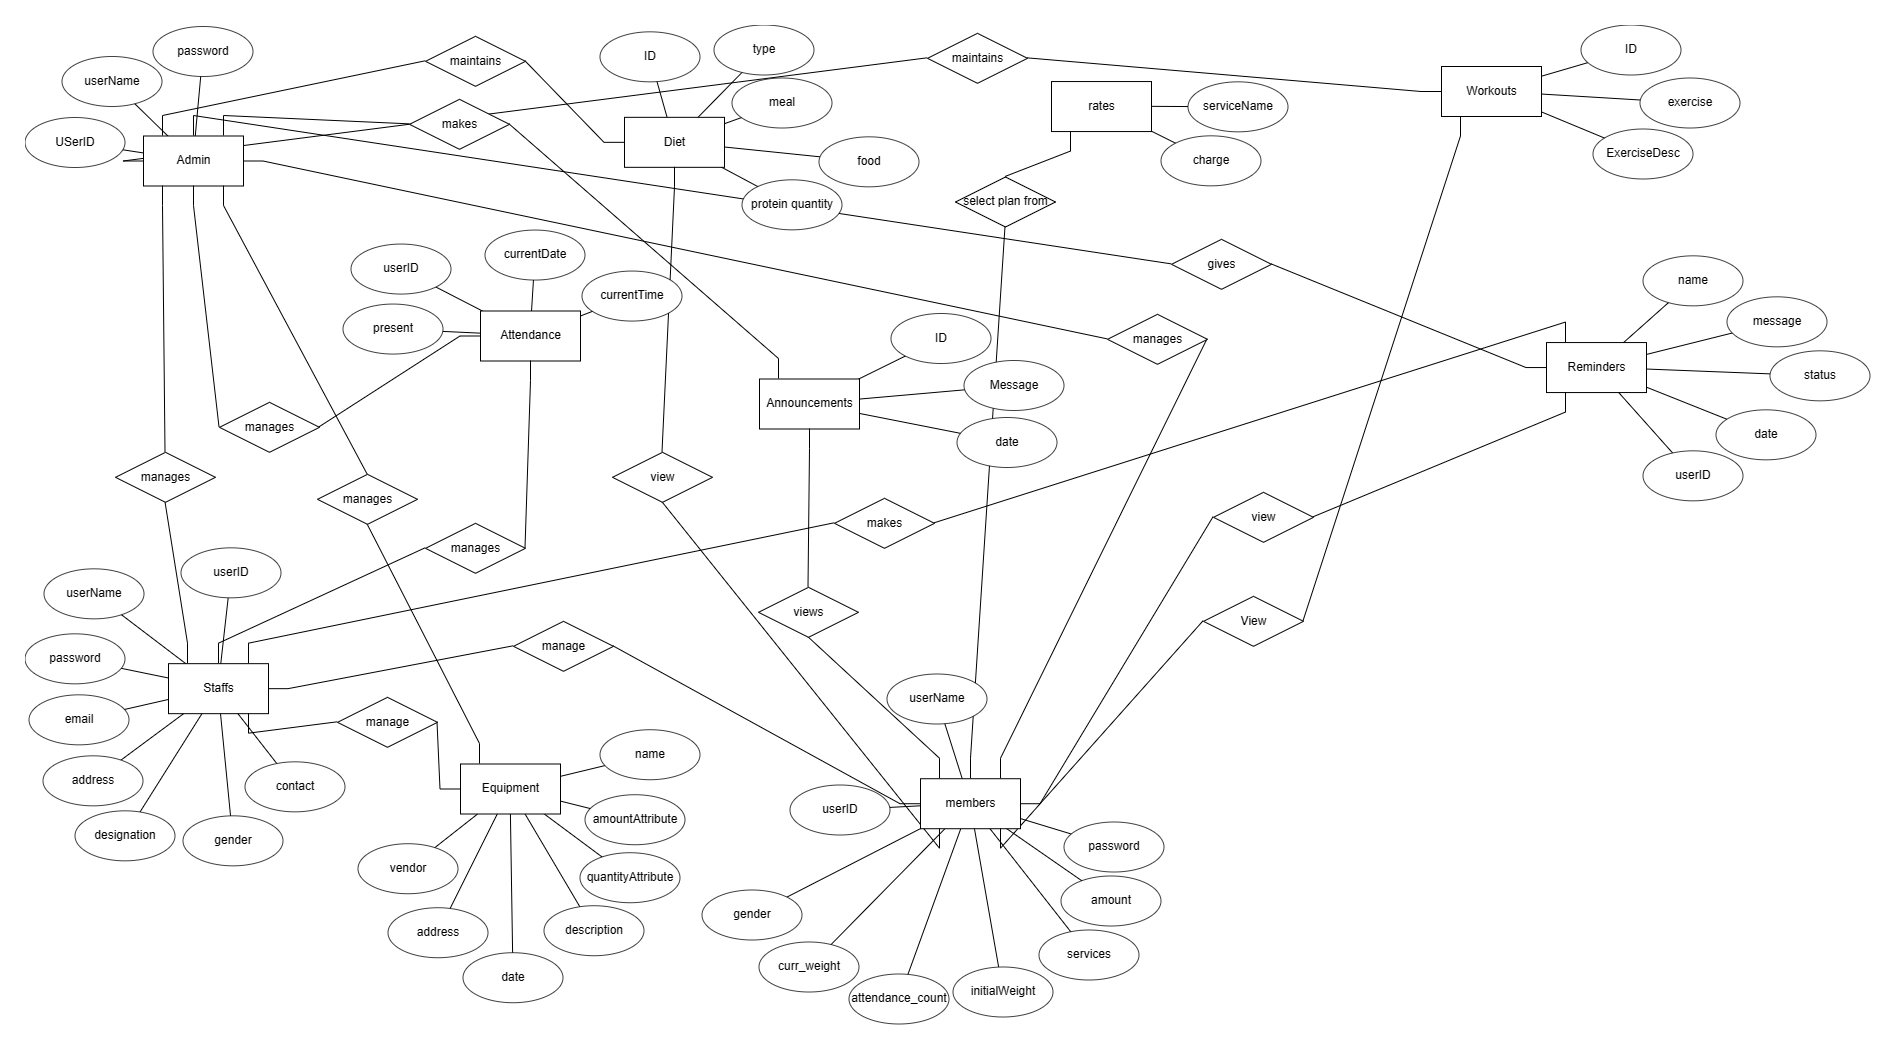 password
ID
type
ID
maintains
maintains
userName
Workouts
meal
exercise
rates
serviceName
makes
USerID
Admin
Diet
food
charge
ExerciseDesc
protein quantity
select plan from
currentDate
userID
gives
name
currentTime
present
Attendance
message
ID
manages
Reminders
status
Message
Announcements
manages
date
date
manages
view
userID
manages
view
makes
manages
userID
userName
views
View
manage
password
Staffs
userName
email
manage
name
address
contact
Equipment
members
userID
amountAttribute
designation
gender
password
vendor
quantityAttribute
amount
gender
address
description
services
curr_weight
date
initialWeight
attendance_count